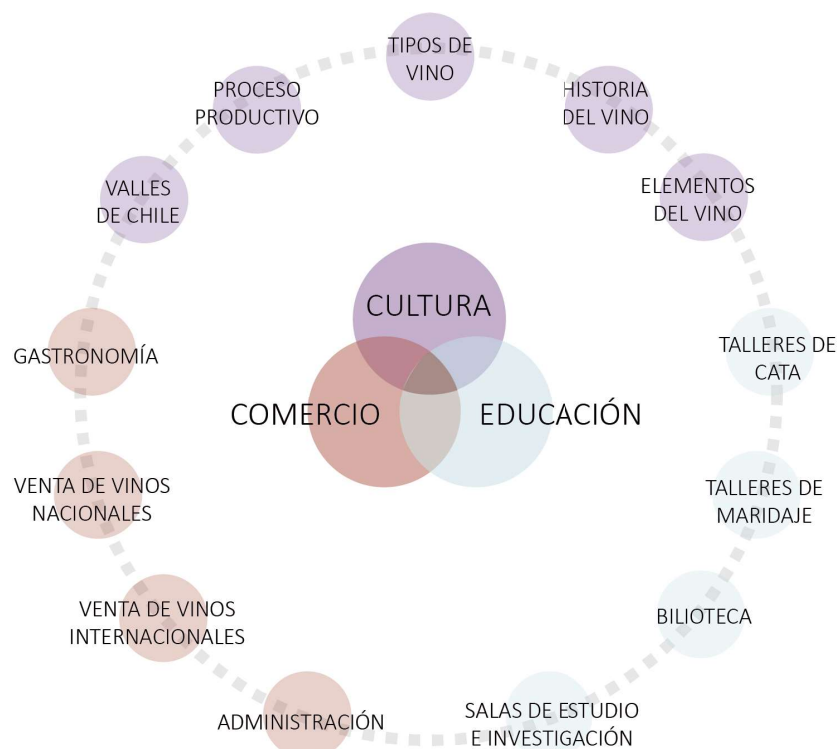 TIPOS DE
VINO
HISTORIA
DEL VINO
ELEMENTOS
DEL VINO
PROCESO
PRODUCTIVO
VALLES
DE CHILE
CULTURA
COMERCIO
EDUCACIÓN
GASTRONOMÍA
VENTA DE VINOS
NACIONALES
VENTA DE VINOS
INTERNACIONALES
ADMINISTRACIÓN
TALLERES DE
CATA
TALLERES DE
MARIDAJE
BILIOTECA
SALAS DE ESTUDIO
E INVESTIGACIÓN